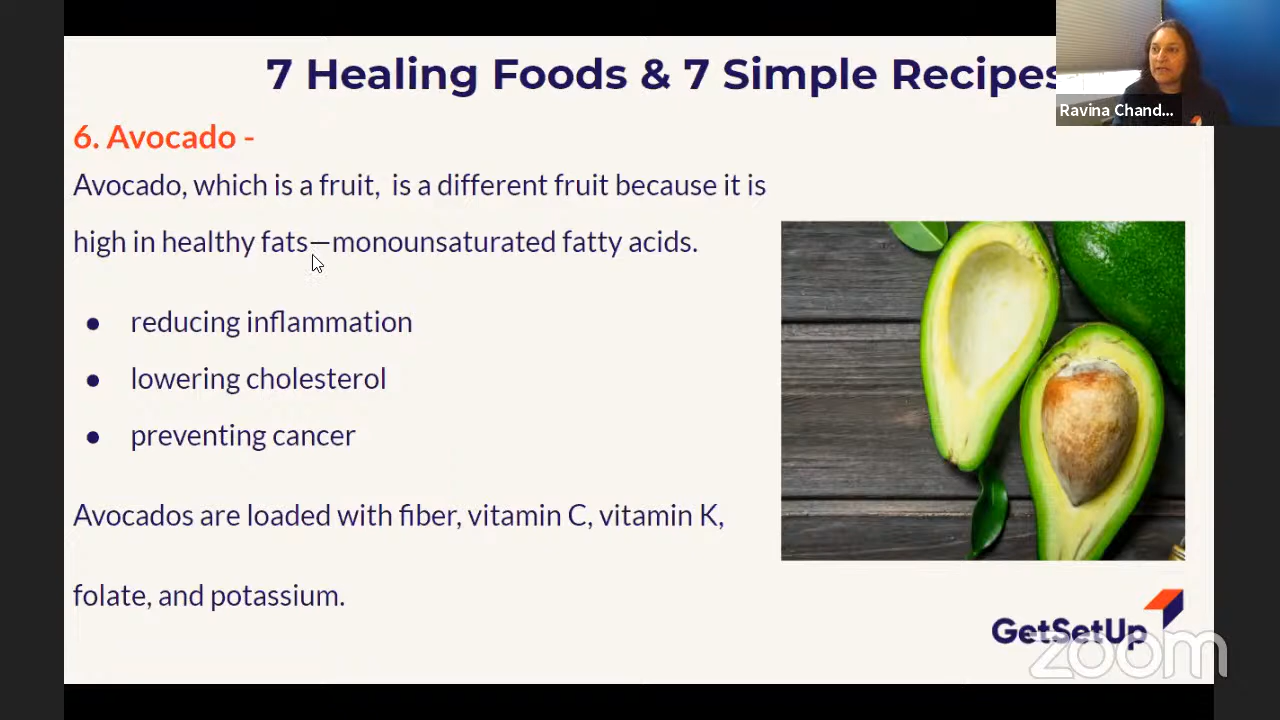 7 Healing Foods & 7 Simple Recipes
Ravina Chand...
6. Avocado -
Avocado, which is a fruit,  is a different fruit because it is
high in healthy fats—monounsaturated fatty acids.
● reducing inflammation
● lowering cholesterol
● preventing cancer
Avocados are loaded with fiber, vitamin C, vitamin K,
folate, and potassium.
GetSetUp
zoom